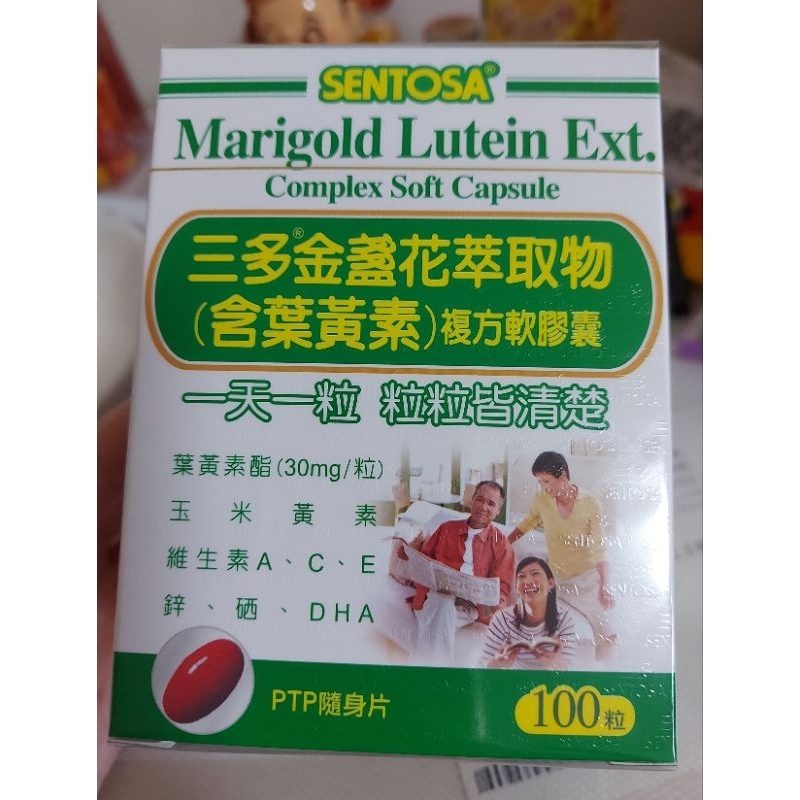 SENTOSA®
Marigold Lutein Ext.
Complex Soft Capsule
三多®金盞花萃取物
(含葉黃素)複方軟膠囊
一天一粒 粒粒皆清楚
葉黃素酯(30mg/粒)
玉米黃素
維生素A、C、E
鋅、硒、DHA
PTP隨身片
100粒